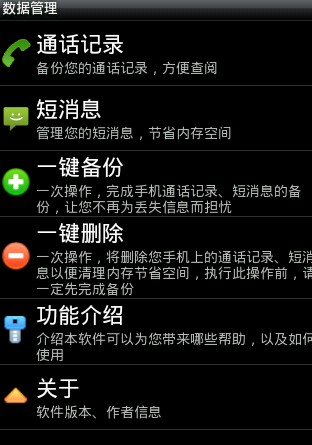 数据管理
通话记录
备份您的通话记录，方便查阅
短消息
管理您的短消息，节省内存空间
一键备份
一次操作，完成手机通话记录、短消息的备
份，让您不再为丢失信息而担忧
一键删除
一次操作，将删除您手机上的通话记录、短消
息以便清理内存节省空间，执行此操作前，请
一定先完成备份
功能介绍
介绍本软件可以为您带来哪些帮助，以及如何
使用
关于
软件版本、作者信息